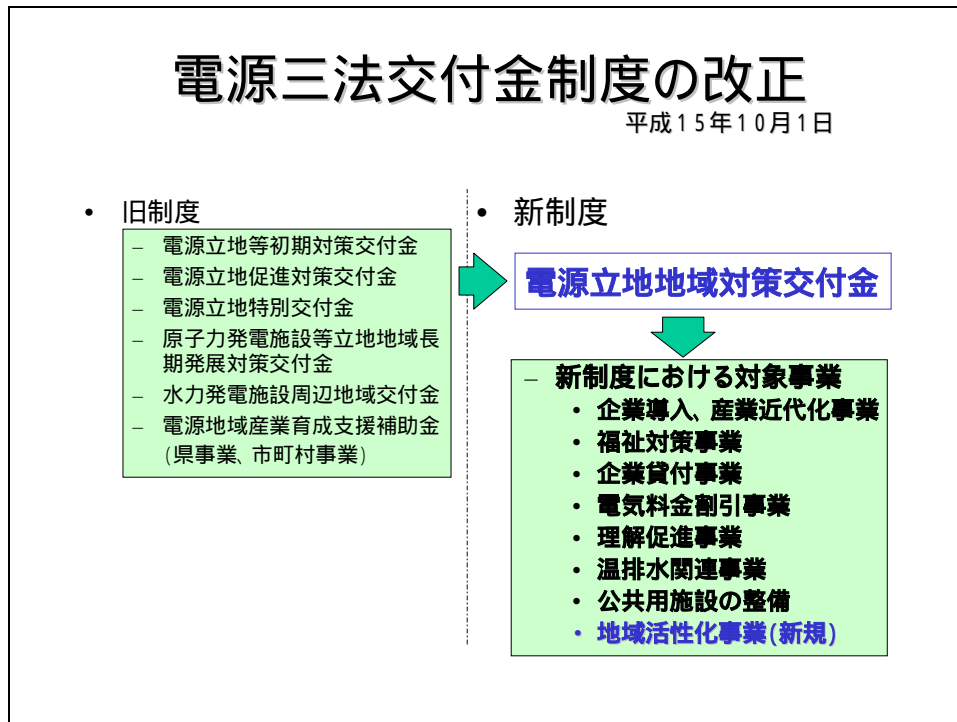 電源三法交付金制度の改正
平成15年10月1日
• 旧制度
– 電源立地等初期対策交付金
– 電源立地促進対策交付金
– 電源立地特別交付金
– 原子力発電施設等立地地域長
期発展対策交付金
– 水力発電施設周辺地域交付金
– 電源地域産業育成支援補助金
(県事業、市町村事業)
• 新制度
電源立地地域対策交付金
– 新制度における対象事業
• 企業導入、産業近代化事業
• 福祉対策事業
• 企業貸付事業
• 電気料金割引事業
• 理解促進事業
• 温排水関連事業
• 公共用施設の整備
• 地域活性化事業(新規)